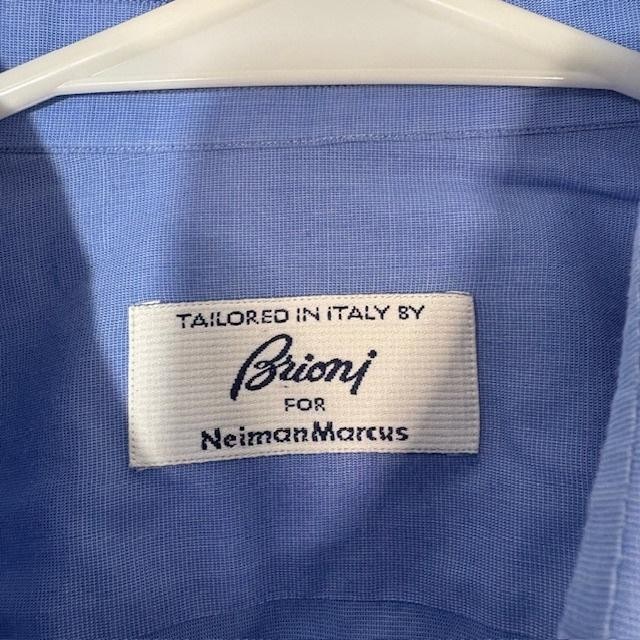 TAILORED IN ITALY BY
Brioni
FOR
NeimanMarcus